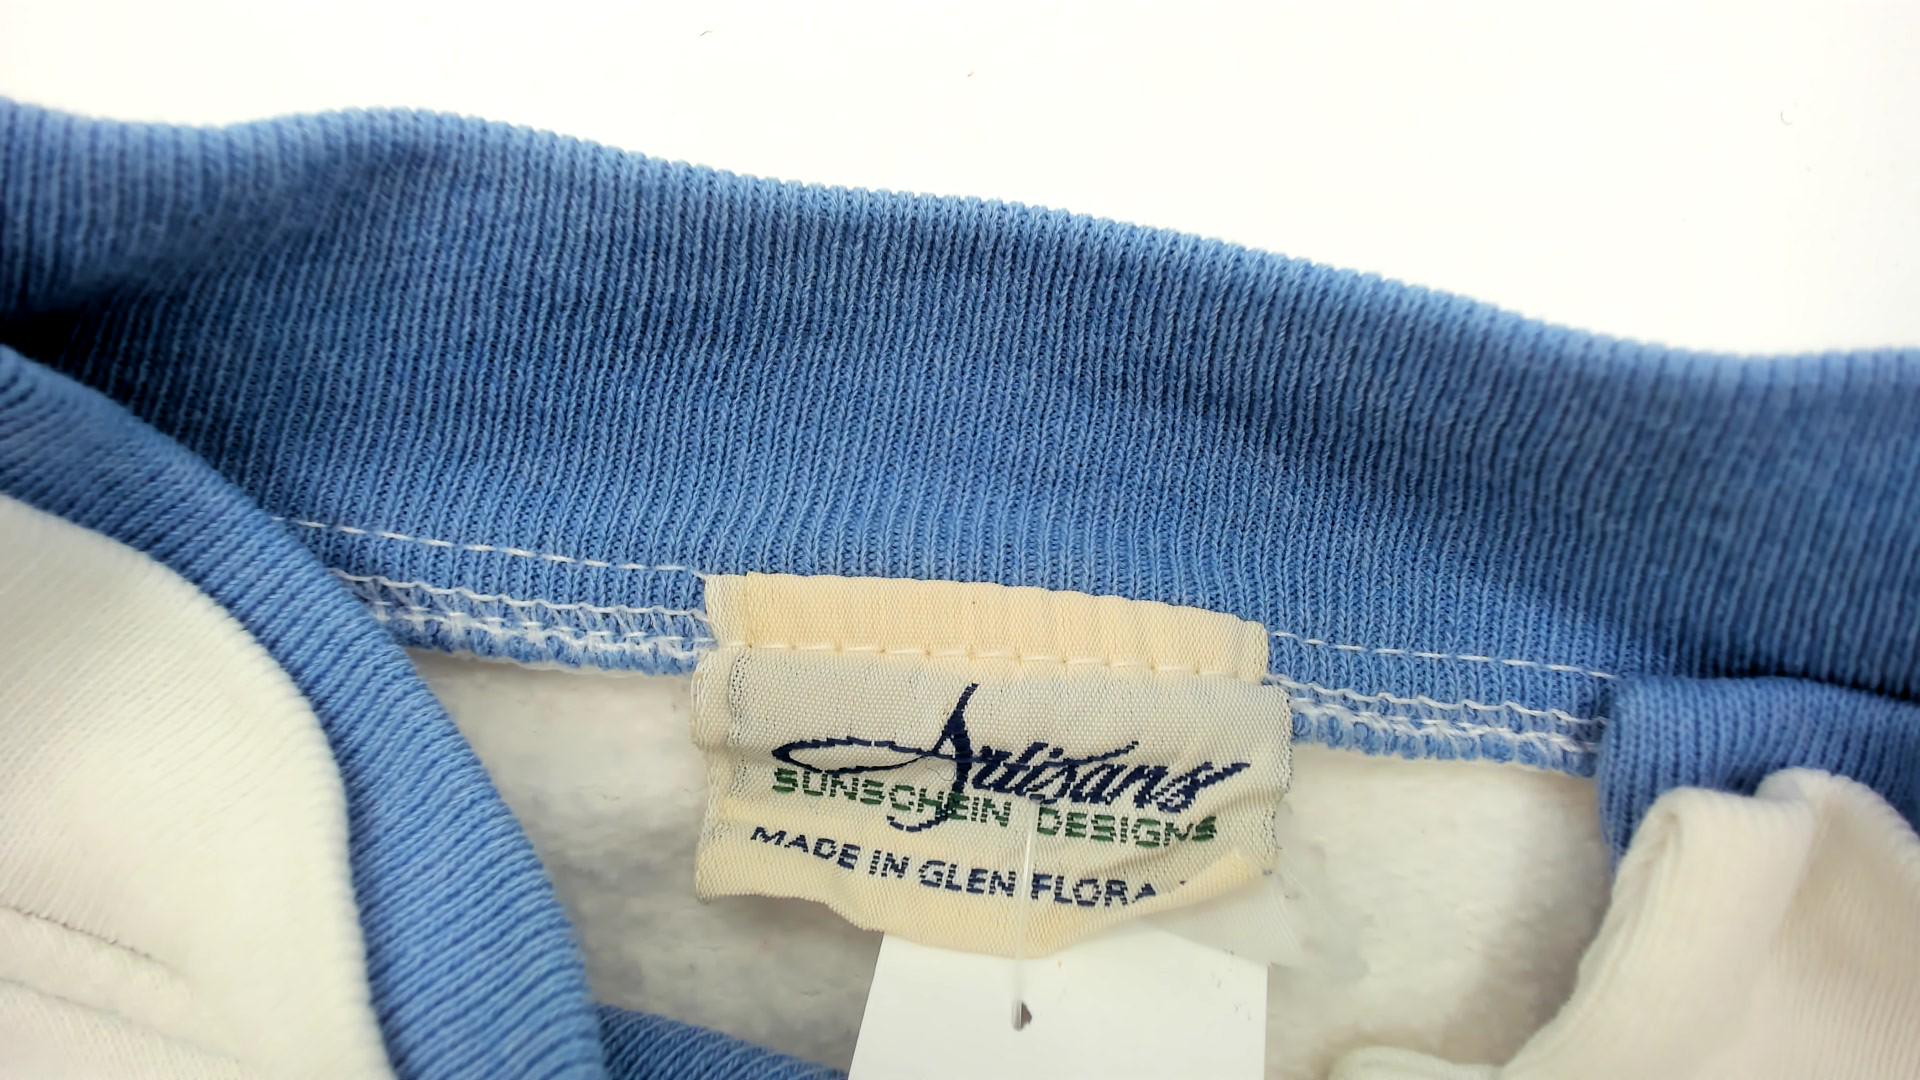 Artisans
SUNSCHEIN DESIGNS
MADE IN GLEN FLORA